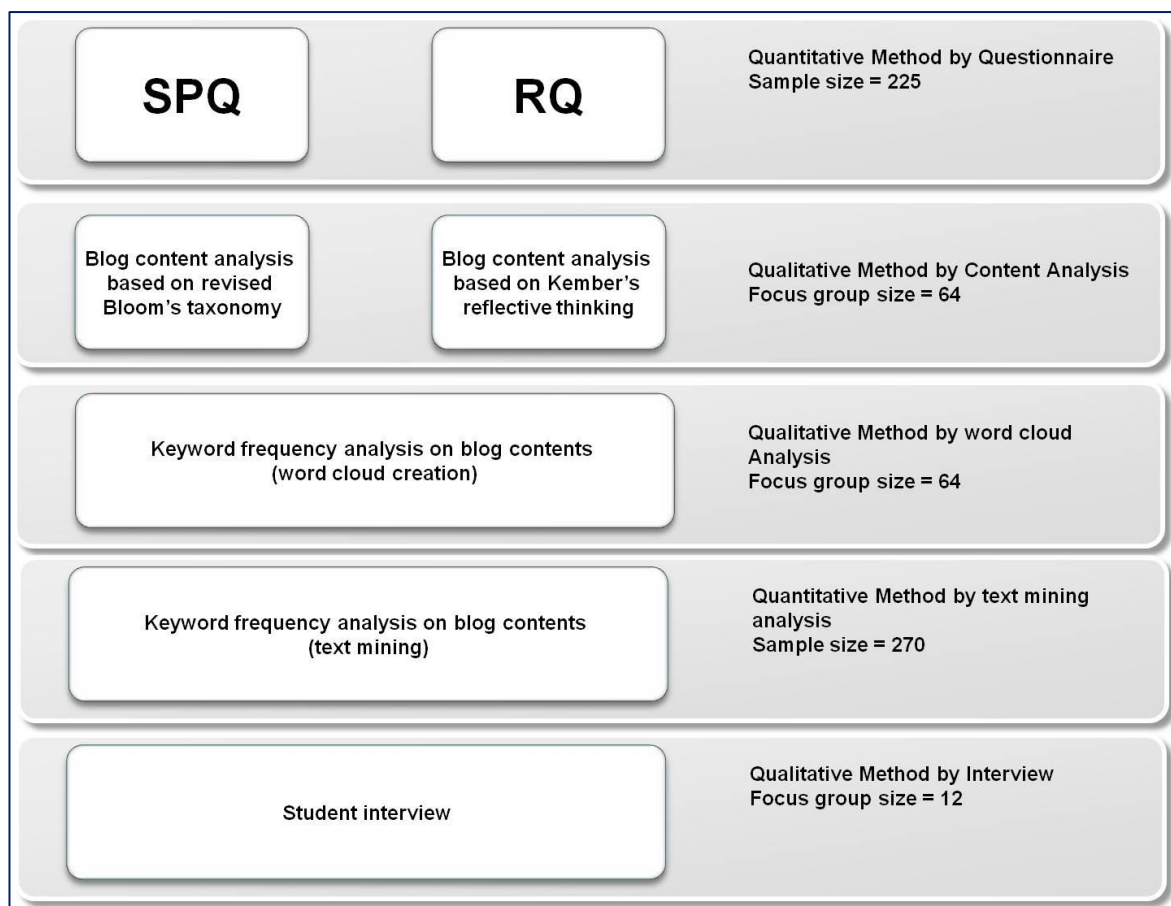 SPQ
RQ
Quantitative Method by Questionnaire
Sample size = 225
Blog content analysis
based on revised
Bloom’s taxonomy
Blog content analysis
based on Kember’s
reflective thinking
Qualitative Method by Content Analysis
Focus group size = 64
Keyword frequency analysis on blog contents
(word cloud creation)
Qualitative Method by word cloud
Analysis
Focus group size = 64
Keyword frequency analysis on blog contents
(text mining)
Quantitative Method by text mining
analysis
Sample size = 270
Student interview
Qualitative Method by Interview
Focus group size = 12